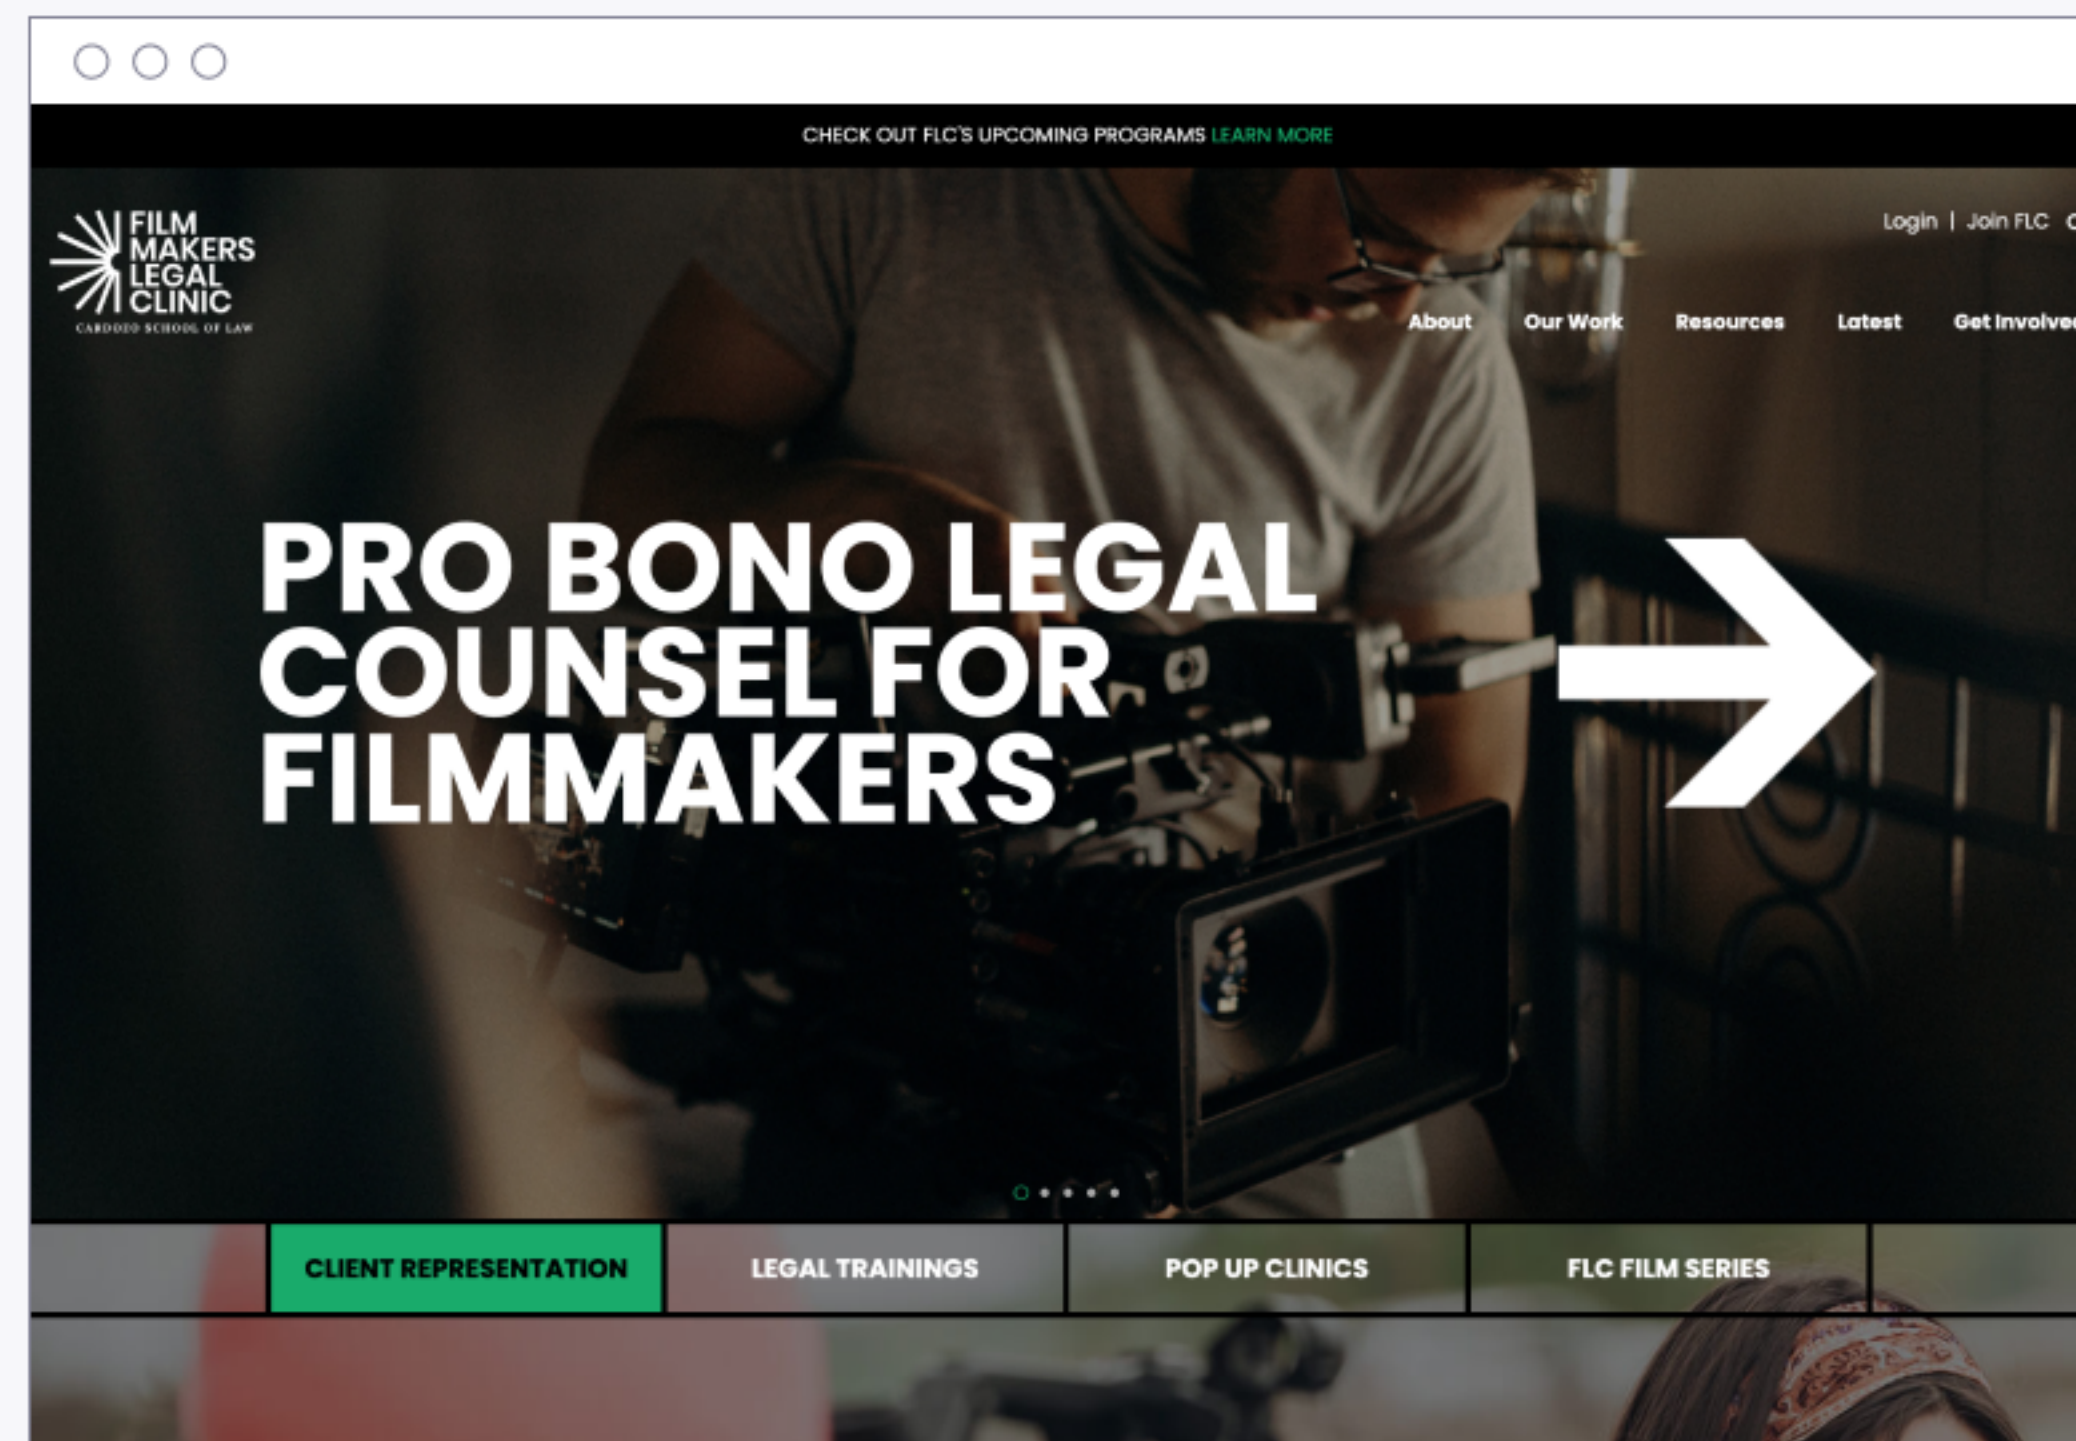 CHECK OUT FLC'S UPCOMING PROGRAMS LEARN MORE
FILM
MAKERS
LEGAL
CLINIC
CARDOZO SCHOOL OF LAW
Login | Join FLC
About Our Work Resources Latest Get Involve
PRO BONO LEGAL
COUNSEL FOR
FILMMAKERS
CLIENT REPRESENTATION LEGAL TRAININGS POP UP CLINICS FLC FILM SERIES